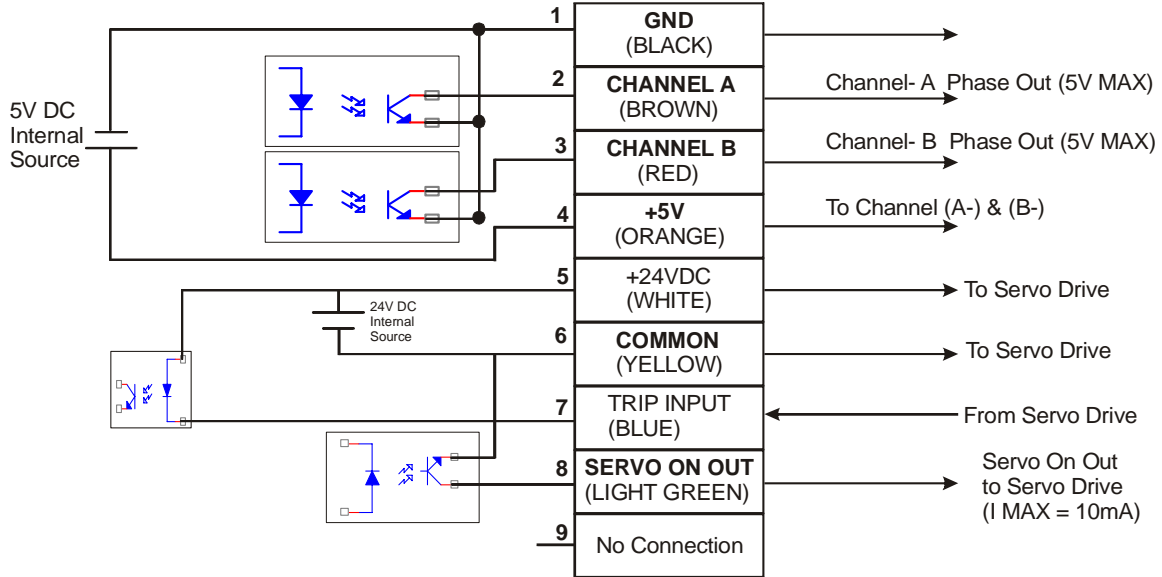 5V DC
Internal
Source
1
GND
(BLACK)
2
CHANNEL A
(BROWN)
Channel- A Phase Out (5V MAX)
3
CHANNEL B
(RED)
Channel- B Phase Out (5V MAX)
4
+5V
(ORANGE)
To Channel (A-) & (B-)
5
+24VDC
(WHITE)
To Servo Drive
24V DC
Internal
Source
6
COMMON
(YELLOW)
To Servo Drive
7
TRIP INPUT
(BLUE)
From Servo Drive
8
SERVO ON OUT
(LIGHT GREEN)
Servo On Out
to Servo Drive
(I MAX = 10mA)
9
No Connection